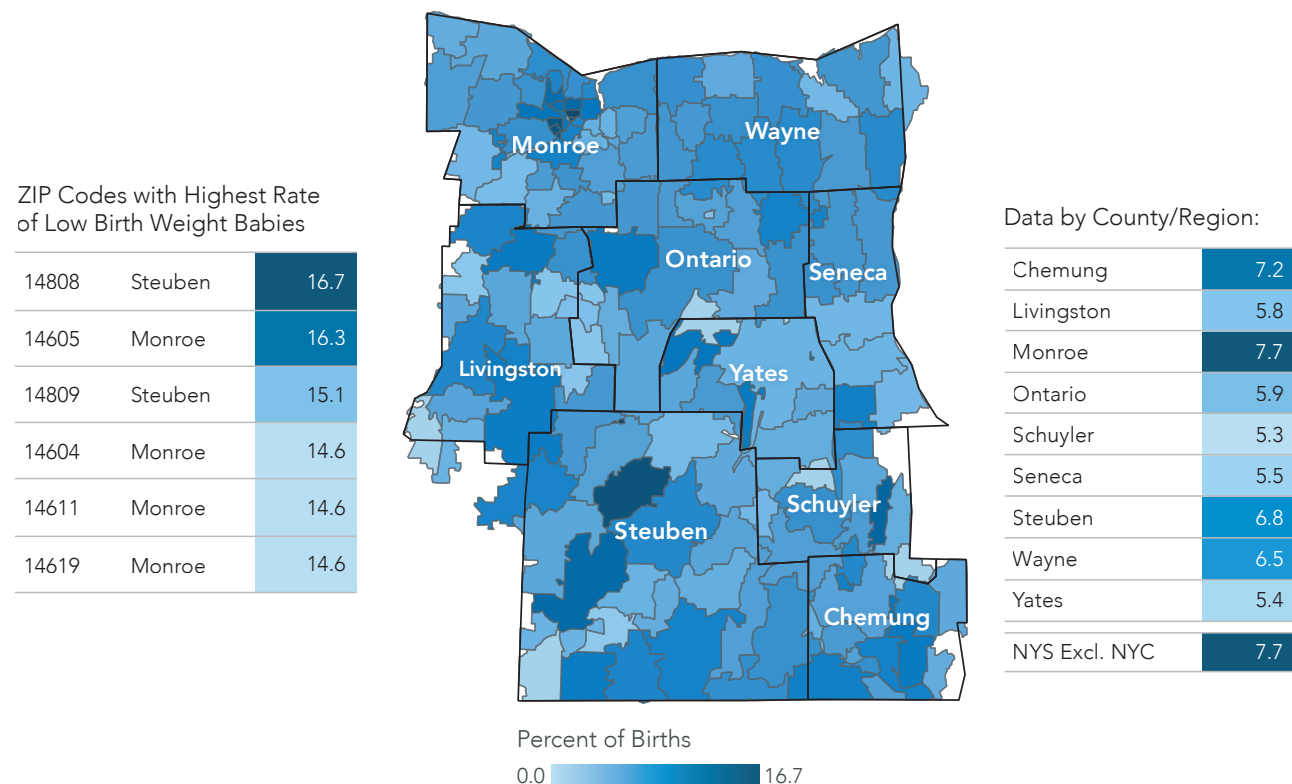 ZIP Codes with Highest Rate
of Low Birth Weight Babies
14808 Steuben 16.7
14605 Monroe 16.3
14809 Steuben 15.1
14604 Monroe 14.6
14611 Monroe 14.6
14619 Monroe 14.6
Monroe
Wayne
Ontario
Seneca
Livingston
Yates
Schuyler
Steuben
Chemung
Percent of Births
0.0 16.7
Data by County/Region:
Chemung 7.2
Livingston 5.8
Monroe 7.7
Ontario 5.9
Schuyler 5.3
Seneca 5.5
Steuben 6.8
Wayne 6.5
Yates 5.4
NYS Excl. NYC 7.7